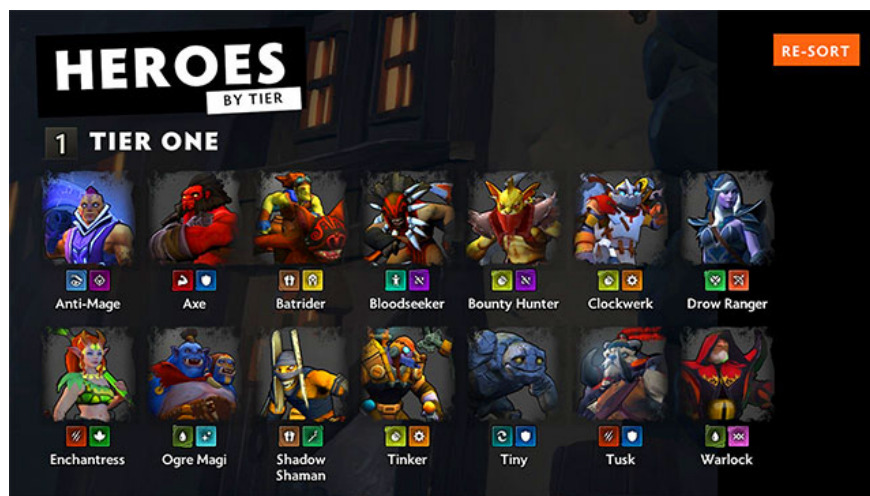 HEROES
BY TIER
RE-SORT
1 TIER ONE
Anti-Mage Axe Batrider Bloodseeker Bounty Hunter Clockwerk Drow Ranger
Enchantress Ogre Magi Shadow Tinker Tiny Tusk Warlock
Shaman